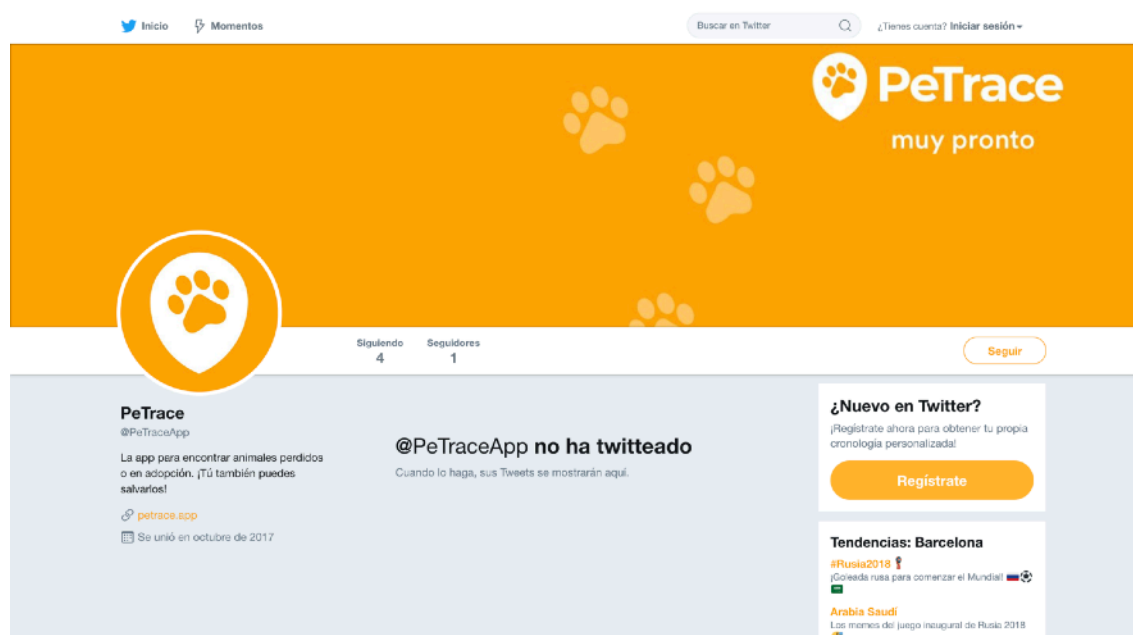 Inicio
Momentos
Buscar en Twitter
¿Tienes cuenta? Iniciar sesión
PeTrace
muy pronto
Siguiendo
4
Seguidores
1
Seguir
PeTrace
@PeTraceApp
La app para encontrar animales perdidos
o en adopción. ¡Tú también puedes
salvarlos!
petrace.app
Se unió en octubre de 2017
@PeTraceApp no ha twitteado
Cuando lo haga, sus Tweets se mostrarán aquí.
¿Nuevo en Twitter?
¡Regístrate ahora para obtener tu propia
cronología personalizada!
Regístrate
Tendencias: Barcelona
#Rusia2018
¡Goleada rusa para comenzar el Mundial!
Arabia Saudí
Los memes del juego inaugural de Rusia 2018